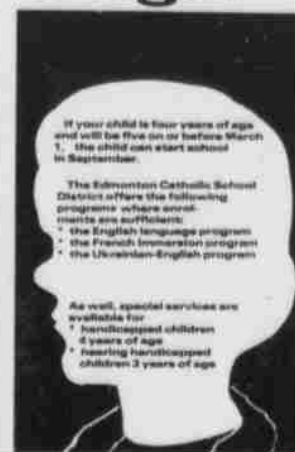 If your child is four years of age
and will be five on or before March
1, the child can start school
in September.
The Edmonton Catholic School
District offers the following
programs where enrol-
ments are sufficient:
* the English language program
* the French Immersion program
* the Ukrainian-English program
As well, special services are
available for
* handicapped children
4 years of age
* hearing handicapped
children 3 years of age